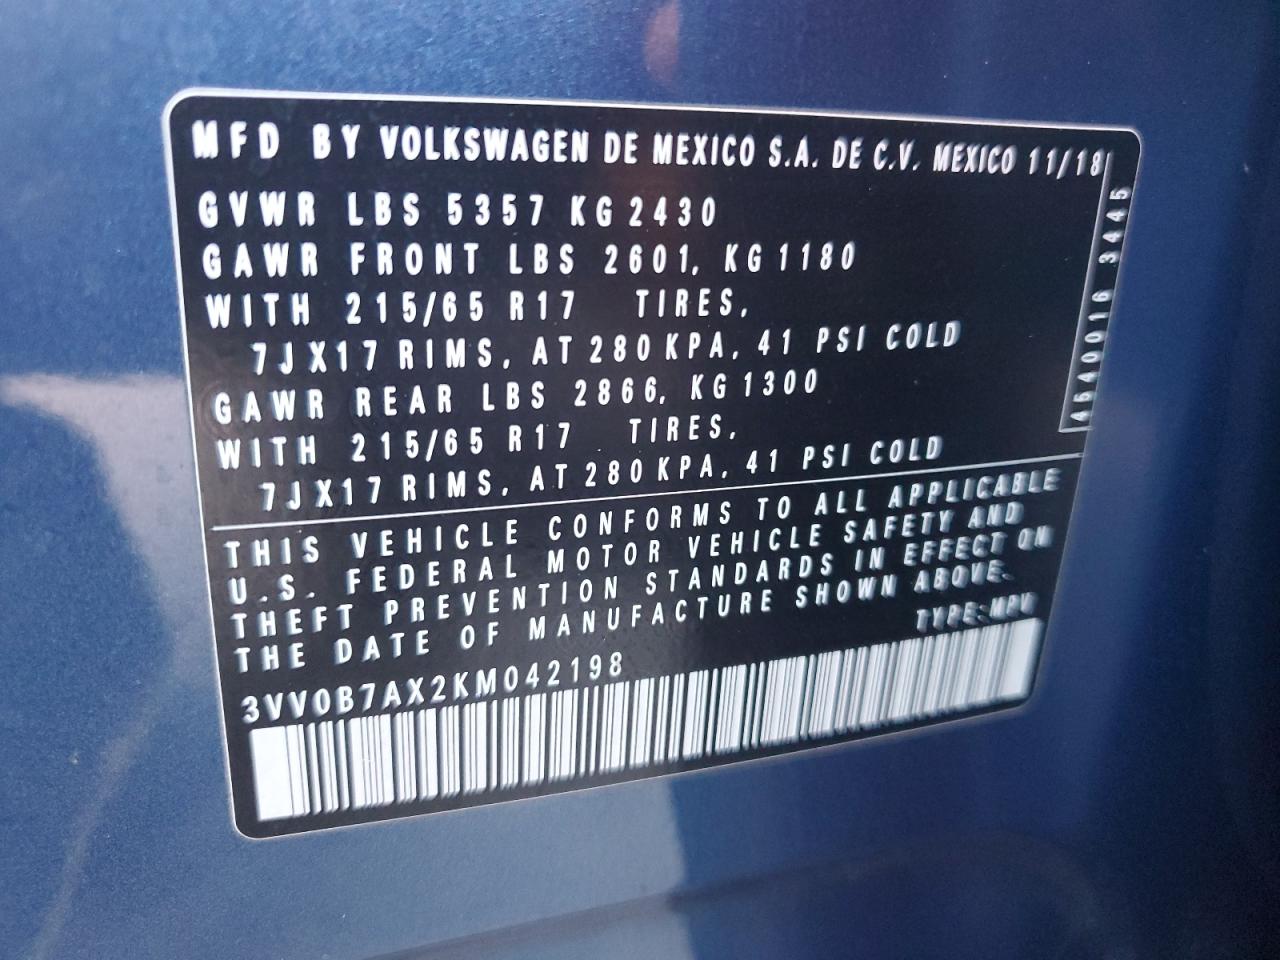 MFD BY VOLKSWAGEN DE MEXICO S.A. DE C.V. MEXICO 11/18
GVWR LBS 5357 KG 2430
GAWR FRONT LBS 2601, KG 1180
WITH 215/65 R17 TIRES,
7JX17 RIMS, AT 280 KPA, 41 PSI COLD
GAWR REAR LBS 2866, KG 1300
WITH 215/65 R17 TIRES,
7JX17 RIMS, AT 280 KPA, 41 PSI COLD
4540016 3445
THIS VEHICLE CONFORMS TO ALL APPLICABLE
U.S. FEDERAL MOTOR VEHICLE SAFETY AND
THEFT PREVENTION STANDARDS IN EFFECT ON
THE DATE OF MANUFACTURE SHOWN ABOVE.
TYPE:MPV
3VV0B7AX2KM042198